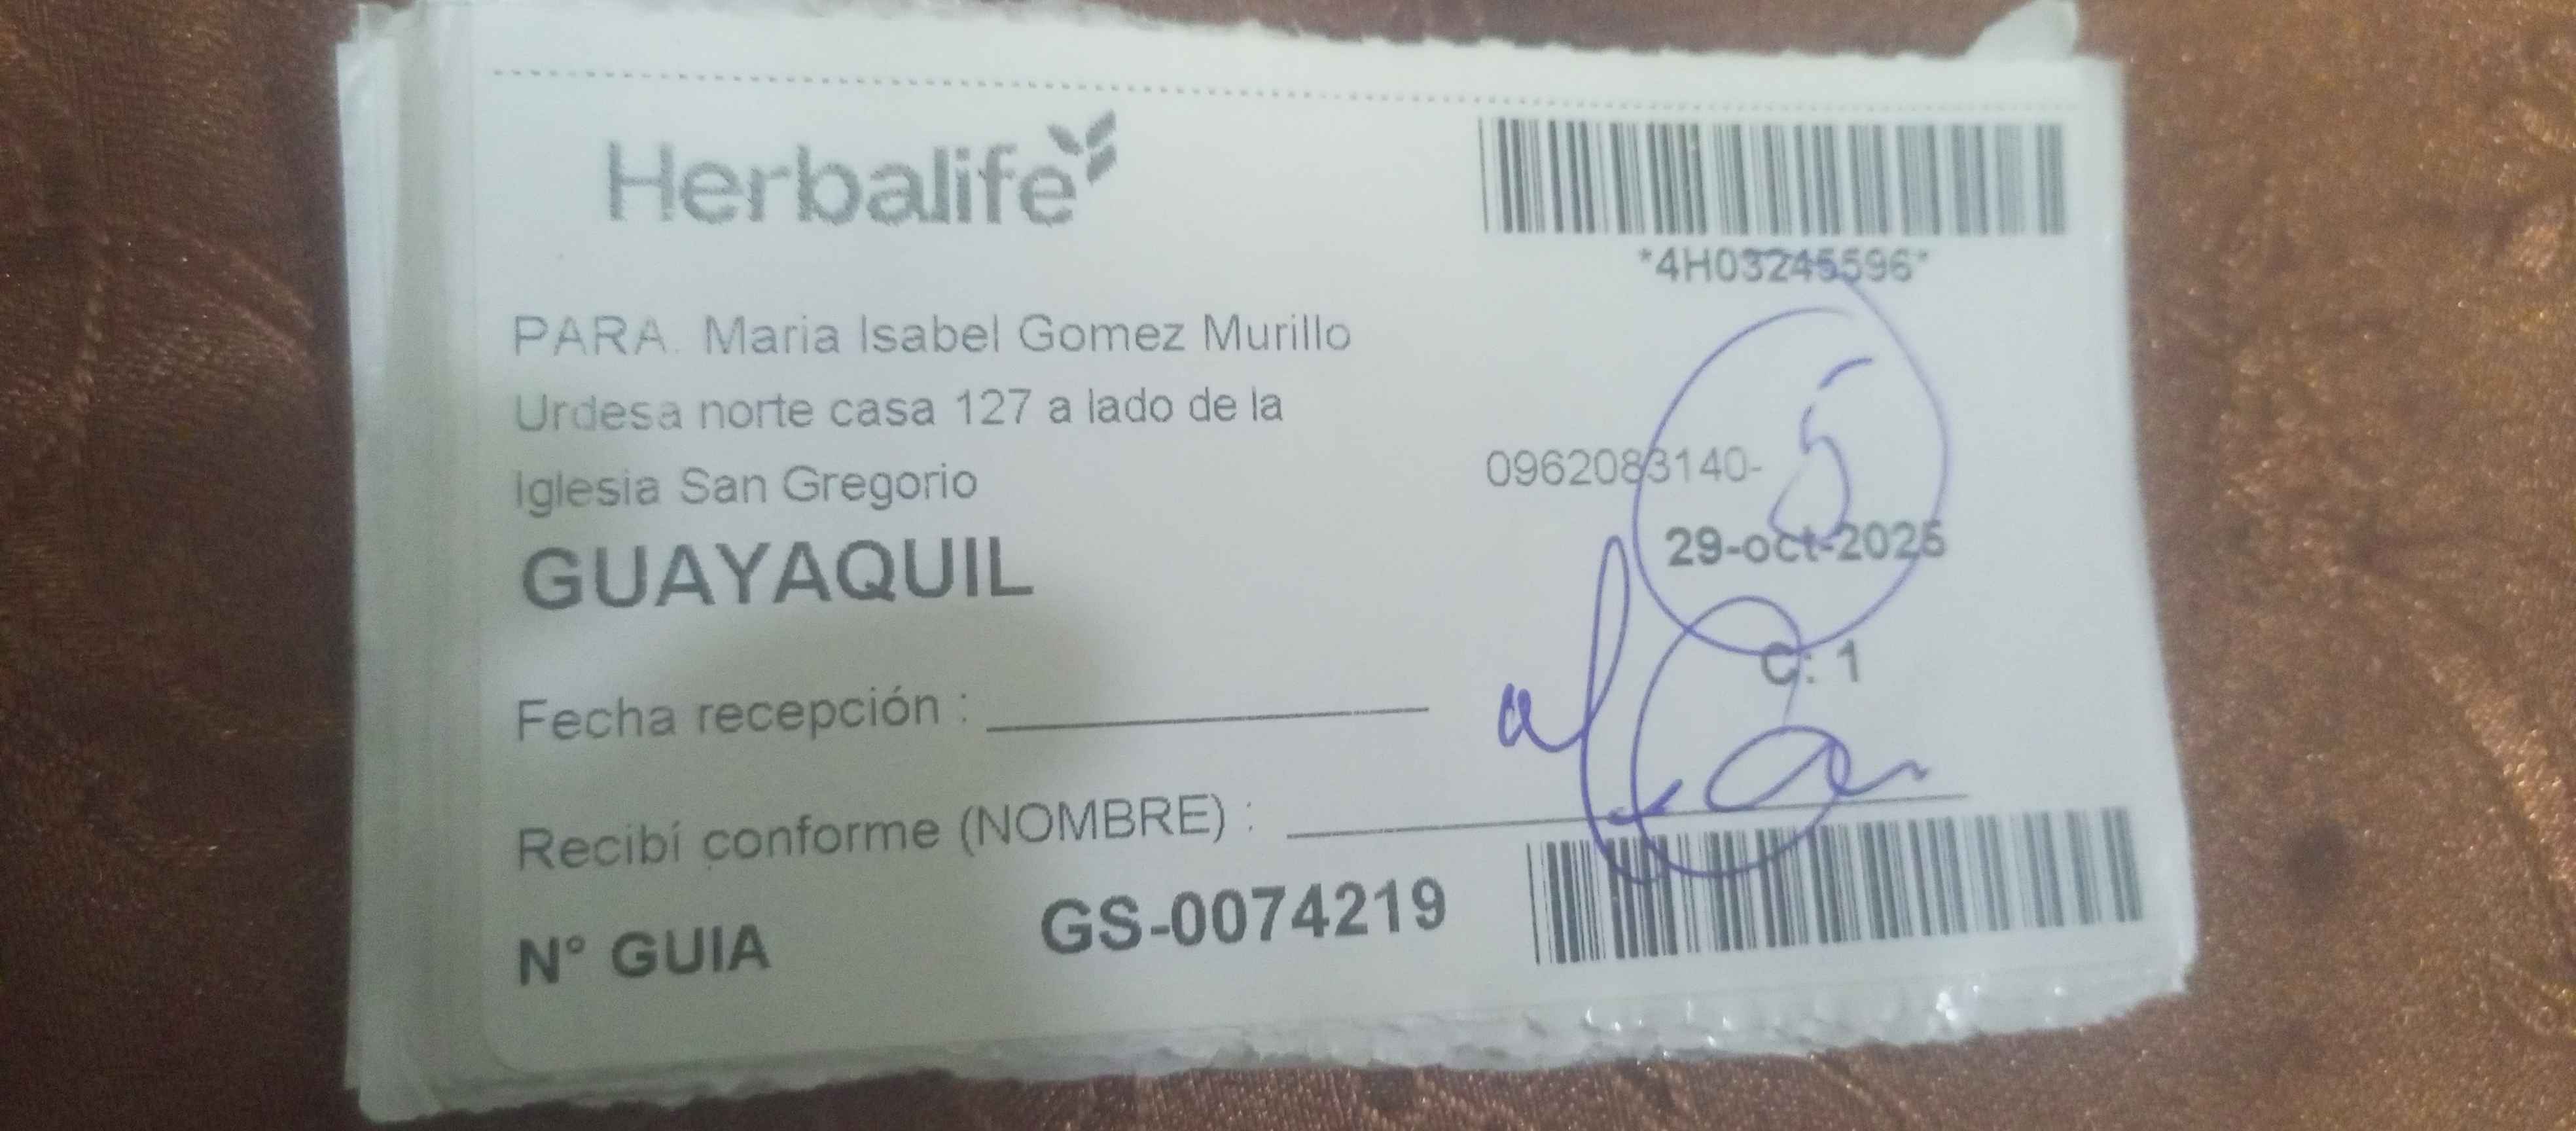 Herbalife
*4H03245596*
PARA. Maria Isabel Gomez Murillo
Urdesa norte casa 127 a lado de la
Iglesia San Gregorio
0962083140-
5
GUAYAQUIL
29-oct-2025
C: 1
Fecha recepción :
Recibí conforme (NOMBRE) :
N° GUIA GS-0074219